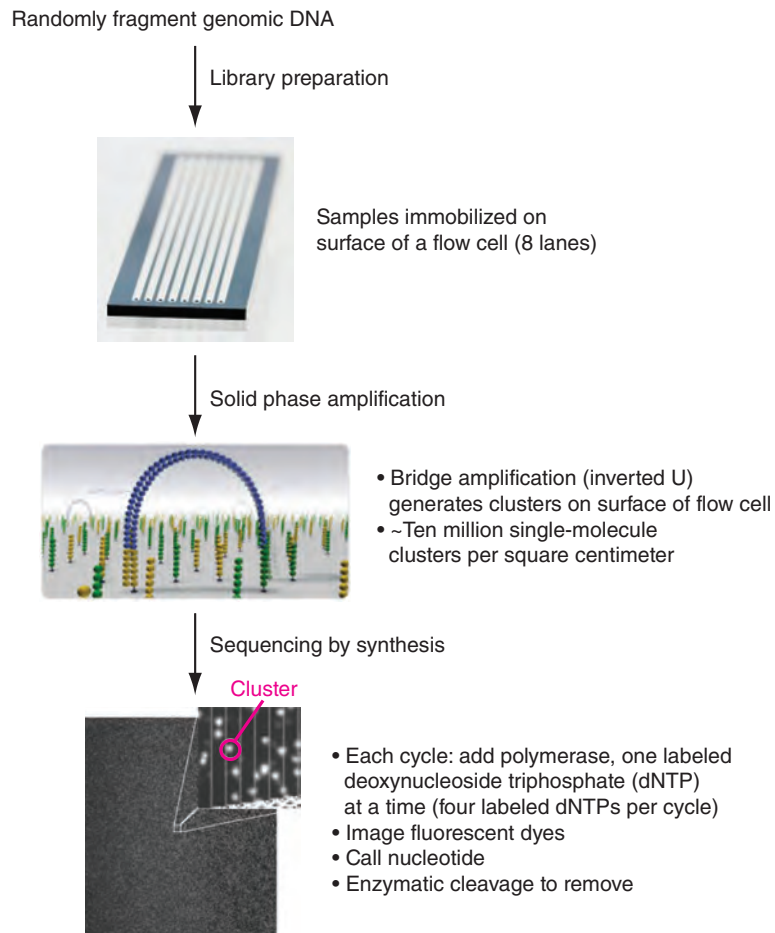 Randomly fragment genomic DNA
Library preparation
Samples immobilized on
surface of a flow cell (8 lanes)
Solid phase amplification
• Bridge amplification (inverted U)
generates clusters on surface of flow cell
• ~Ten million single-molecule
clusters per square centimeter
Sequencing by synthesis
Cluster
• Each cycle: add polymerase, one labeled
deoxynucleoside triphosphate (dNTP)
at a time (four labeled dNTPs per cycle)
• Image fluorescent dyes
• Call nucleotide
• Enzymatic cleavage to remove